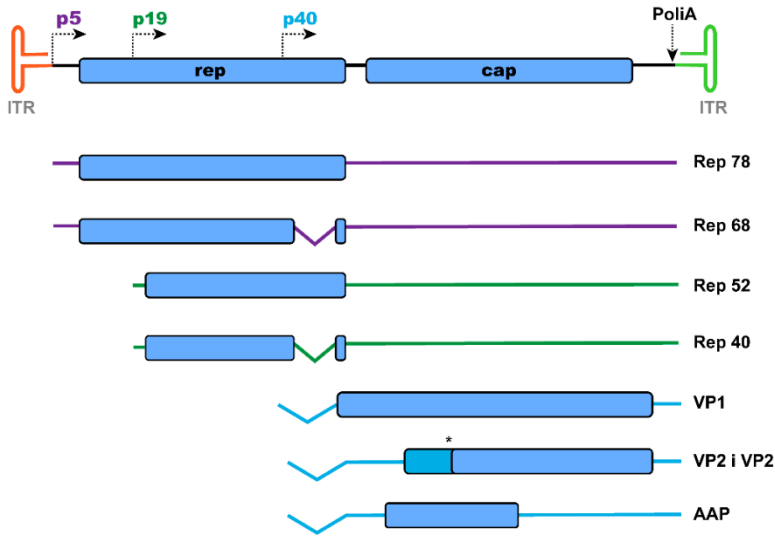 p5 p19 p40 PoliA
rep cap
ITR ITR
Rep 78
Rep 68
Rep 52
Rep 40
VP1
*
VP2 i VP2
AAP